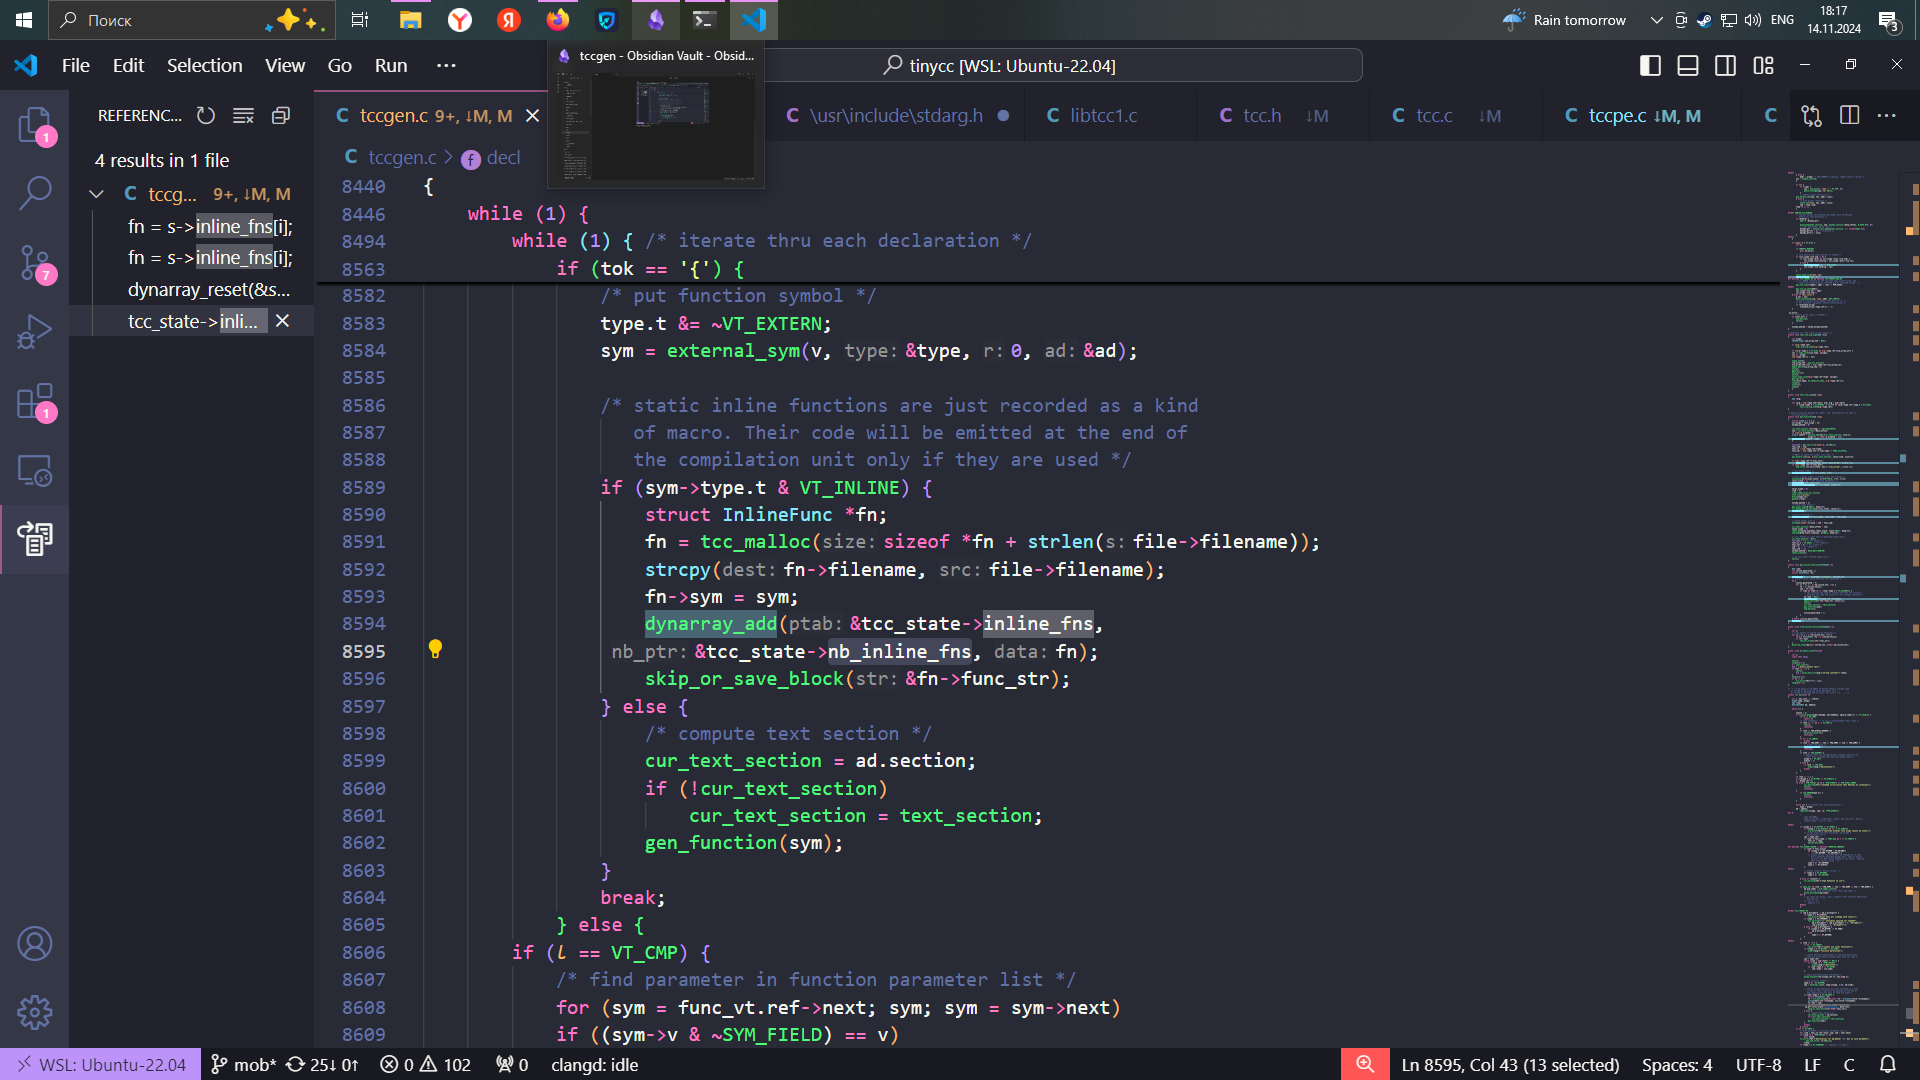 Поиск
Rain tomorrow
ENG
18:17
14.11.2024
3
File Edit Selection View Go Run ···
tccgen - Obsidian Vault - Obsid...
tinycc [WSL: Ubuntu-22.04]
REFERENC...
tccgen.c 9+, ↓M, M
\usr\include\stdarg.h
libtcc1.c
tcc.h ↓M
tcc.c ↓M
tccpe.c ↓M, M
4 results in 1 file
tccg... 9+, ↓M, M
fn = s->inline_fns[i];
fn = s->inline_fns[i];
dynarray_reset(&s...
tcc_state->inli...
1
7
1
tccgen.c > decl
8440 {
8446 while (1) {
8494 while (1) { /* iterate thru each declaration */
8563 if (tok == '{') {
8582 /* put function symbol */
8583 type.t &= ~VT_EXTERN;
8584 sym = external_sym(v, type: &type, r: 0, ad: &ad);
8585
8586 /* static inline functions are just recorded as a kind
8587 of macro. Their code will be emitted at the end of
8588 the compilation unit only if they are used */
8589 if (sym->type.t & VT_INLINE) {
8590 struct InlineFunc *fn;
8591 fn = tcc_malloc(size: sizeof *fn + strlen(s: file->filename));
8592 strcpy(dest: fn->filename, src: file->filename);
8593 fn->sym = sym;
8594 dynarray_add(ptab: &tcc_state->inline_fns,
8595 nb_ptr: &tcc_state->nb_inline_fns, data: fn);
8596 skip_or_save_block(str: &fn->func_str);
8597 } else {
8598 /* compute text section */
8599 cur_text_section = ad.section;
8600 if (!cur_text_section)
8601 cur_text_section = text_section;
8602 gen_function(sym);
8603 }
8604 break;
8605 } else {
8606 if (l == VT_CMP) {
8607 /* find parameter in function parameter list */
8608 for (sym = func_vt.ref->next; sym; sym = sym->next)
8609 if ((sym->v & ~SYM_FIELD) == v)
WSL: Ubuntu-22.04 mob* 25↓ 0↑ 0 102 0 clangd: idle
Ln 8595, Col 43 (13 selected) Spaces: 4 UTF-8 LF C